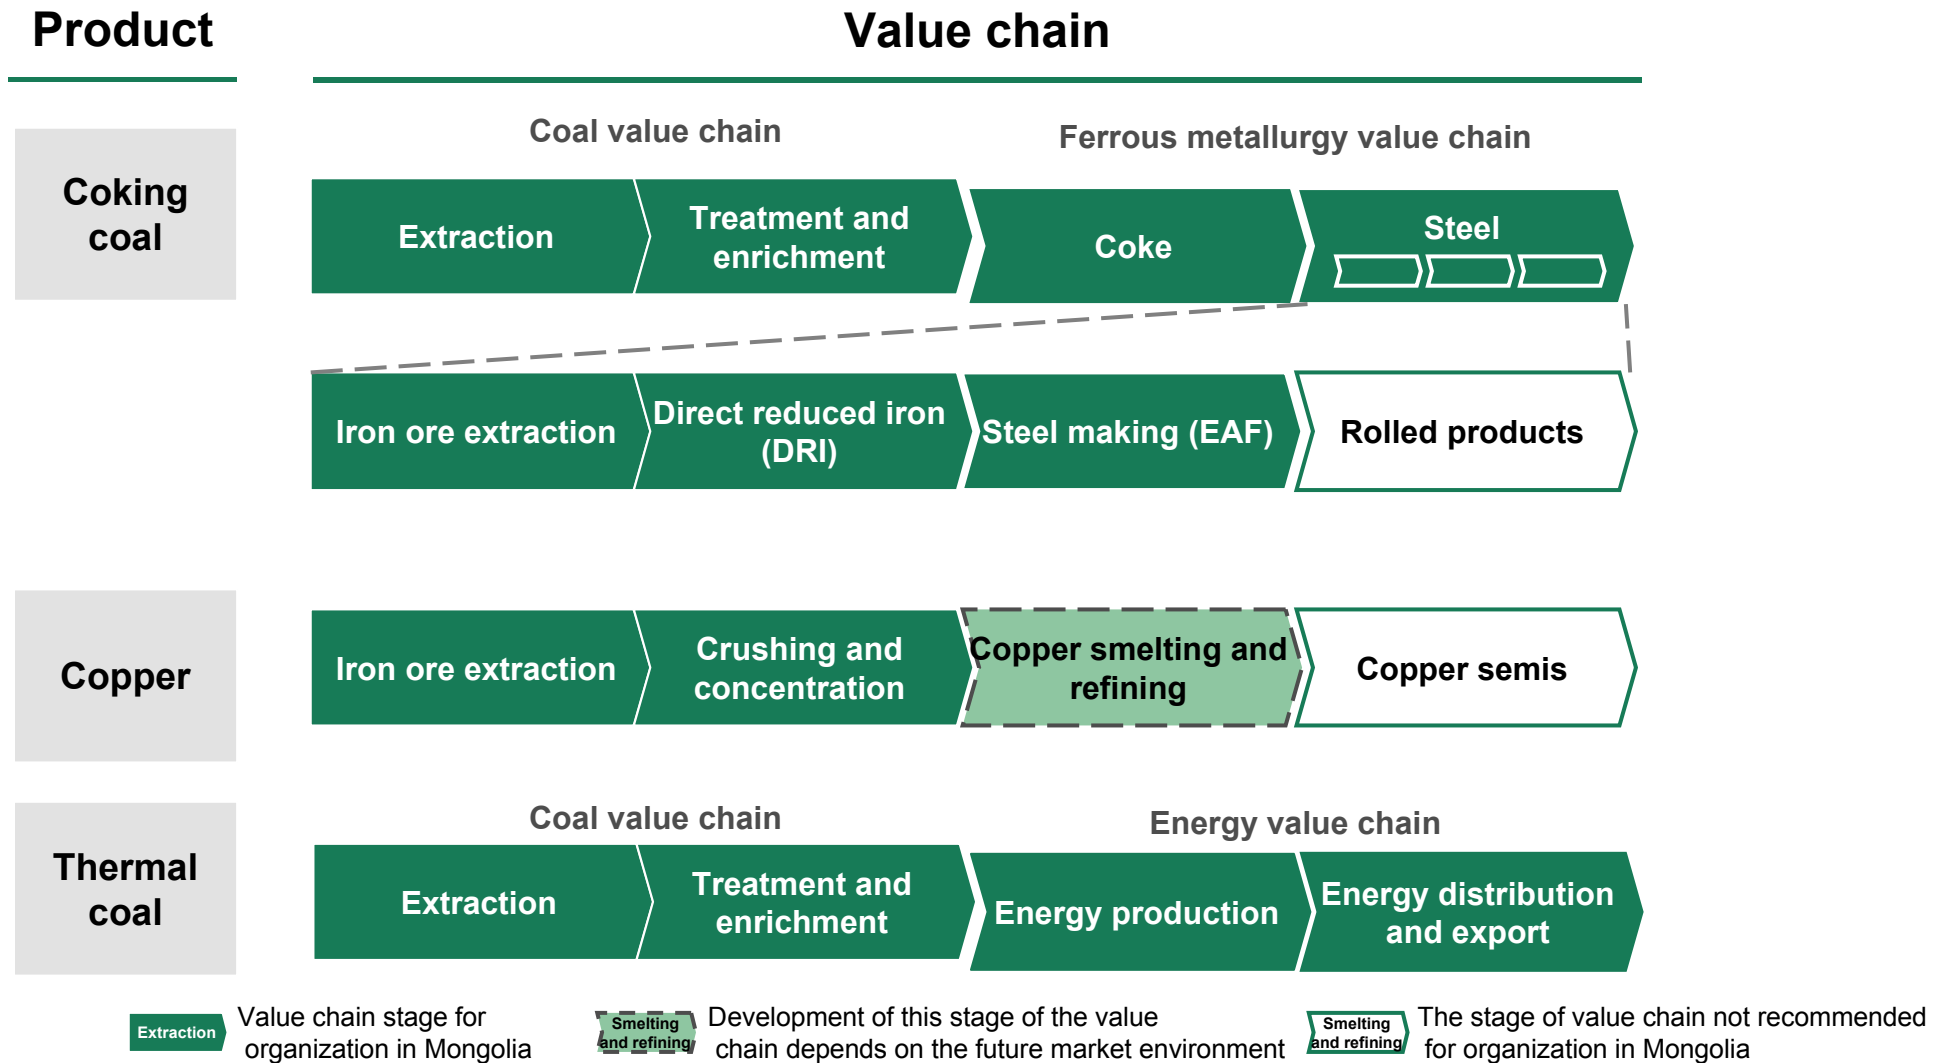 Product
Value chain
Coking
coal
Coal value chain
Ferrous metallurgy value chain
Extraction
Treatment and
enrichment
Coke
Steel
Iron ore extraction
Direct reduced iron
(DRI)
Steel making (EAF)
Rolled products
Copper
Iron ore extraction
Crushing and
concentration
Copper smelting and
refining
Copper semis
Thermal
coal
Coal value chain
Energy value chain
Extraction
Treatment and
enrichment
Energy production
Energy distribution
and export
Extraction
Value chain stage for
organization in Mongolia
Smelting
and refining
Development of this stage of the value
chain depends on the future market environment
Smelting
and refining
The stage of value chain not recommended
for organization in Mongolia